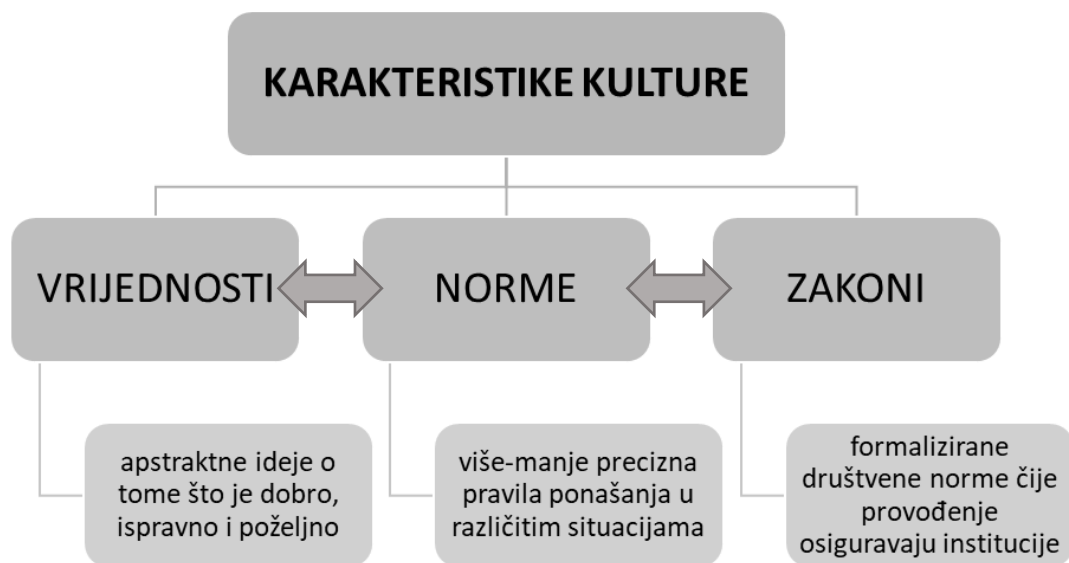 KARAKTERISTIKE KULTURE
VRIJEDNOSTI
NORME
ZAKONI
apstraktne ideje o
tome što je dobro,
ispravno i poželjno
više-manje precizna
pravila ponašanja u
različitim situacijama
formalizirane
društvene norme čije
provođenje
osiguravaju institucije